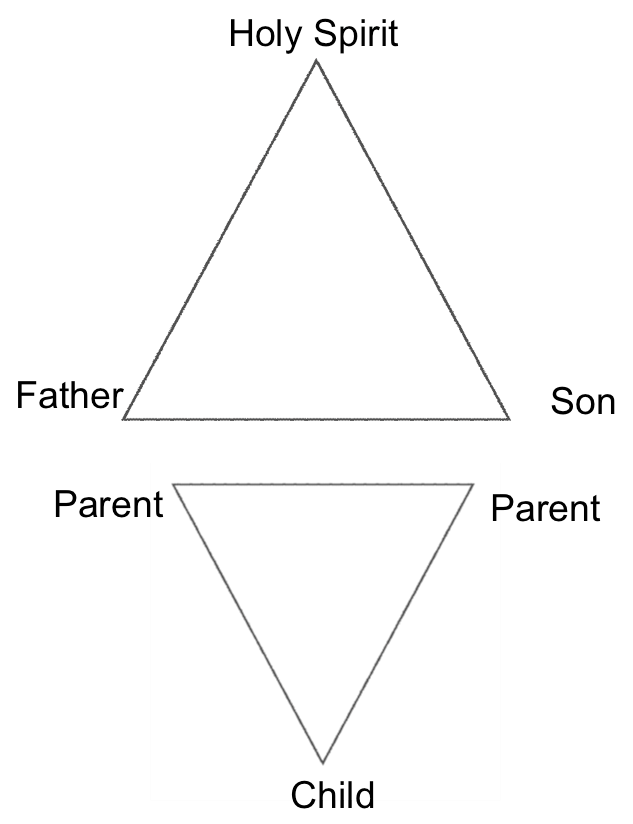 Holy Spirit
Father
Son
Parent
Parent
Child